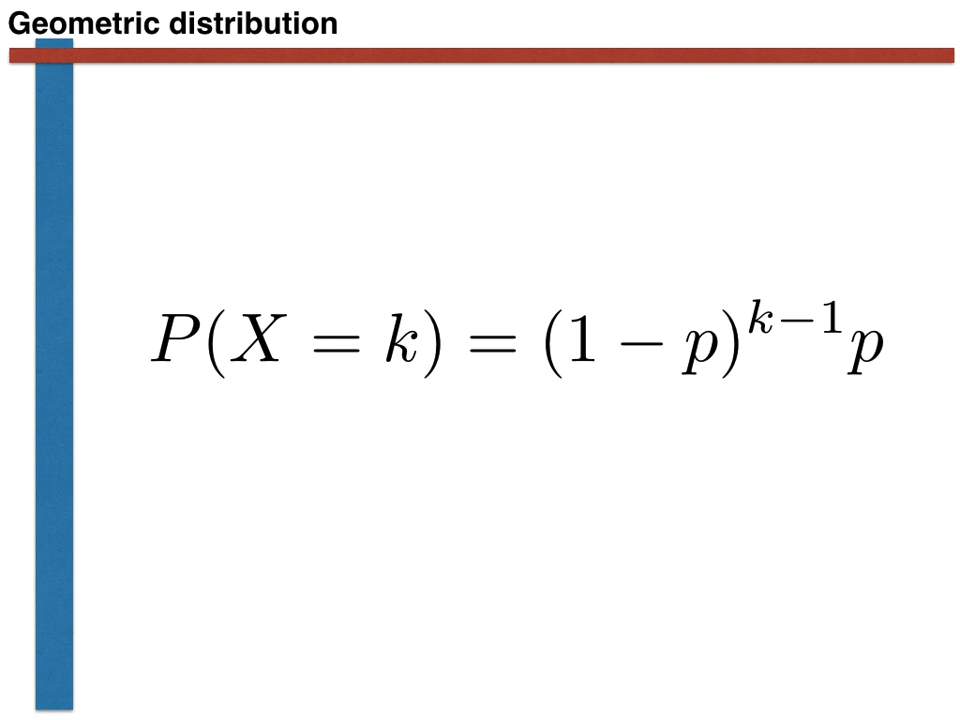 Geometric distribution
P(X = k) = (1 − p)^{k−1}p